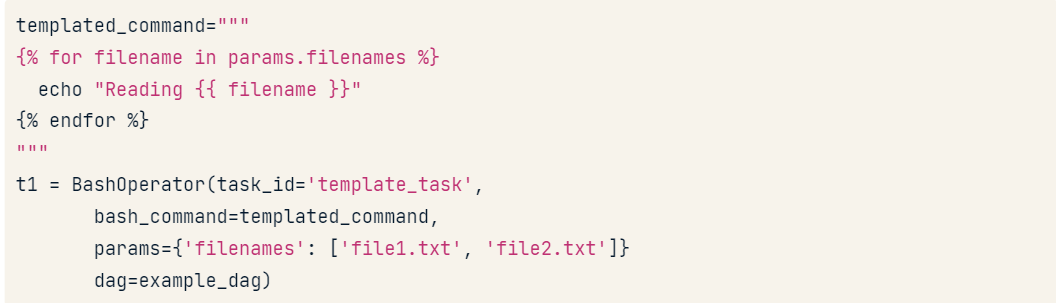 templated_command="""
{% for filename in params.filenames %}
  echo "Reading {{ filename }}"
{% endfor %}
"""
t1 = BashOperator(task_id='template_task',
       bash_command=templated_command,
       params={'filenames': ['file1.txt', 'file2.txt']}
       dag=example_dag)